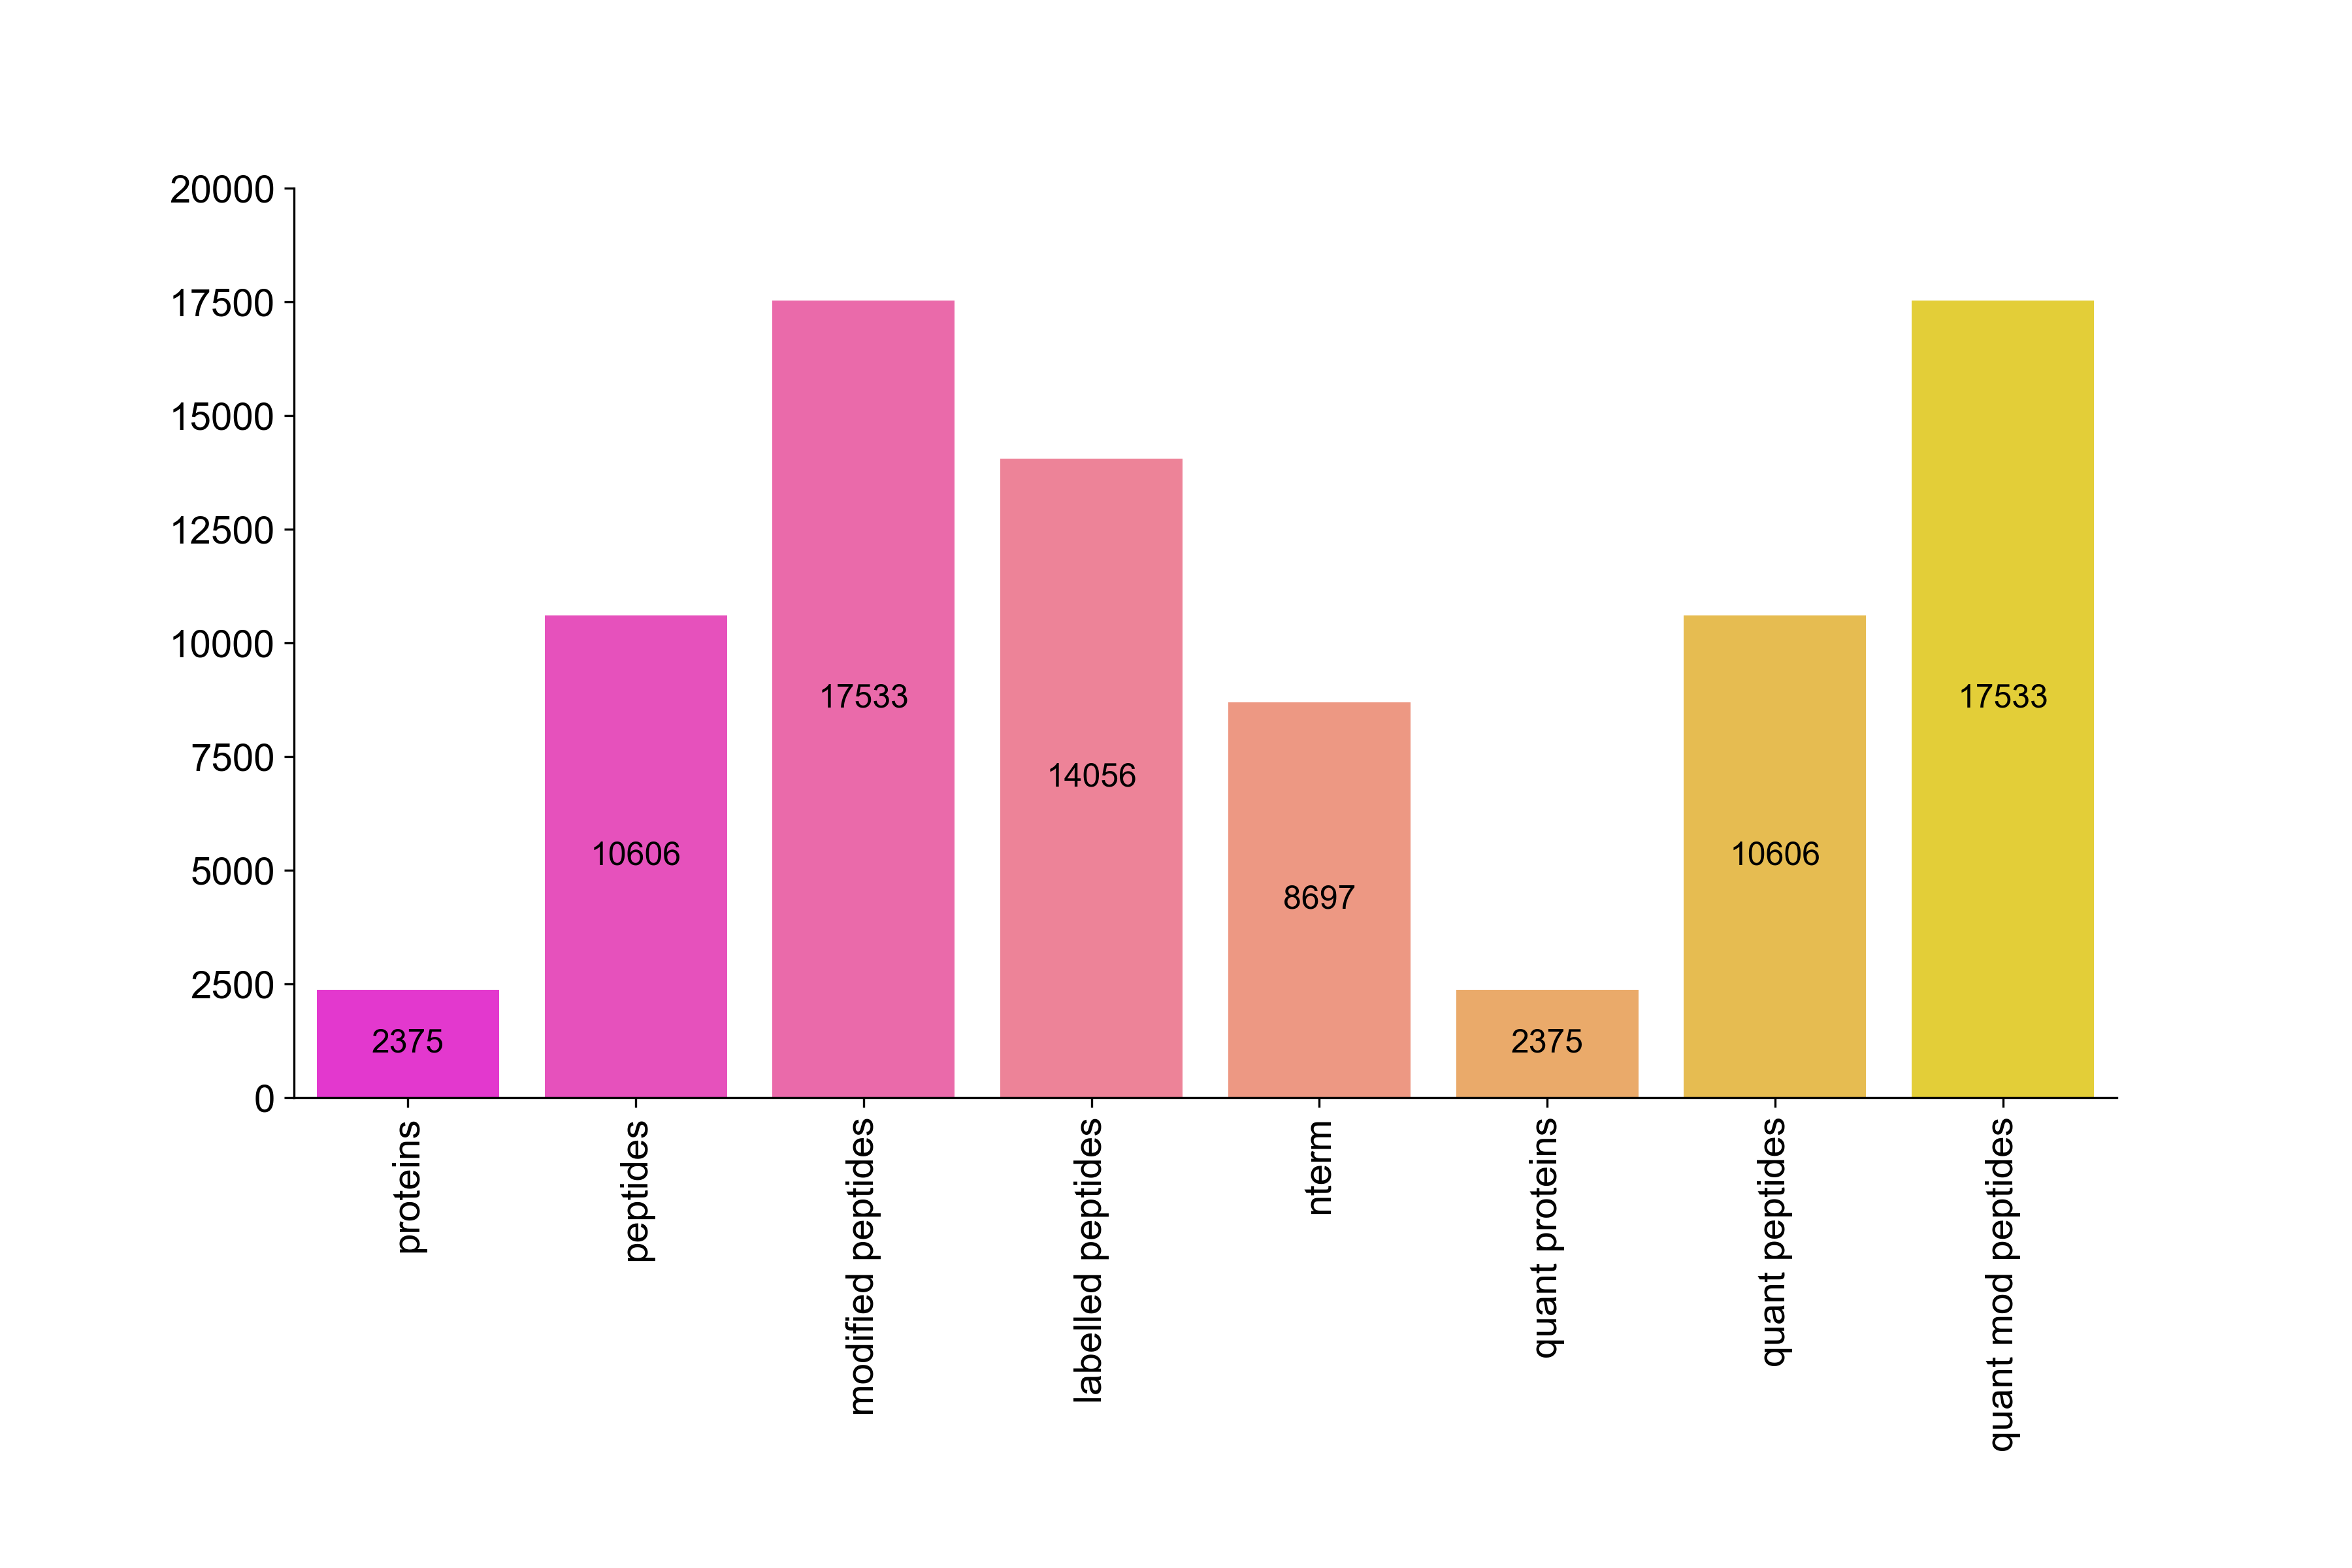 20000
17500
15000
12500
10000
7500
5000
2500
0
2375
10606
17533
14056
8697
2375
10606
17533
proteins
peptides
modified peptides
labelled peptides
nterm
quant proteins
quant peptides
quant mod peptides